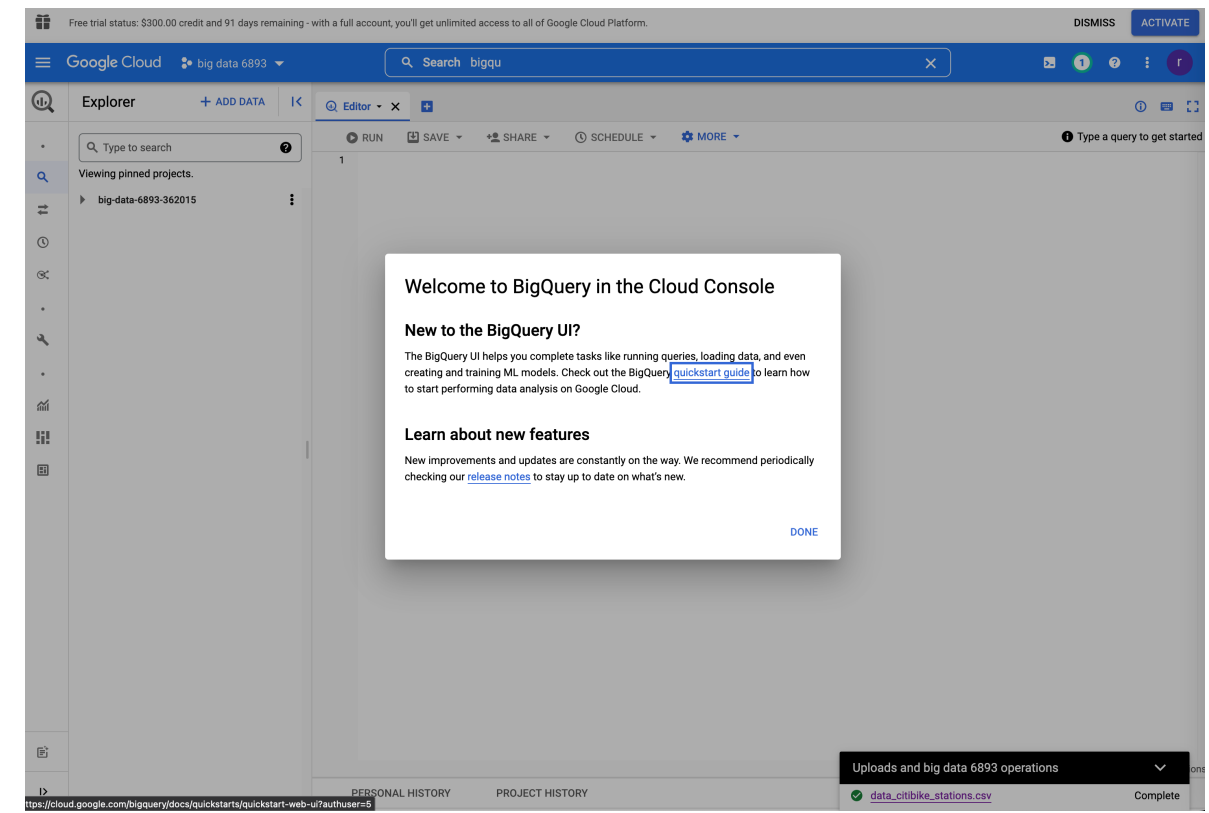 Free trial status: $300.00 credit and 91 days remaining - with a full account, you'll get unlimited access to all of Google Cloud Platform.
DISMISS
ACTIVATE
Google Cloud
big data 6893
Search bigqu
1
r
Explorer
+ ADD DATA
Editor
RUN
SAVE
SHARE
SCHEDULE
MORE
Type a query to get started
Type to search
1
Viewing pinned projects.
big-data-6893-362015
Welcome to BigQuery in the Cloud Console
New to the BigQuery UI?
The BigQuery UI helps you complete tasks like running queries, loading data, and even
creating and training ML models. Check out the BigQuery quickstart guide to learn how
to start performing data analysis on Google Cloud.
Learn about new features
New improvements and updates are constantly on the way. We recommend periodically
checking our release notes to stay up to date on what's new.
DONE
Uploads and big data 6893 operations
PERSONAL HISTORY
PROJECT HISTORY
data_citibike_stations.csv
Complete
ttps://cloud.google.com/bigquery/docs/quickstarts/quickstart-web-ui?authuser=5